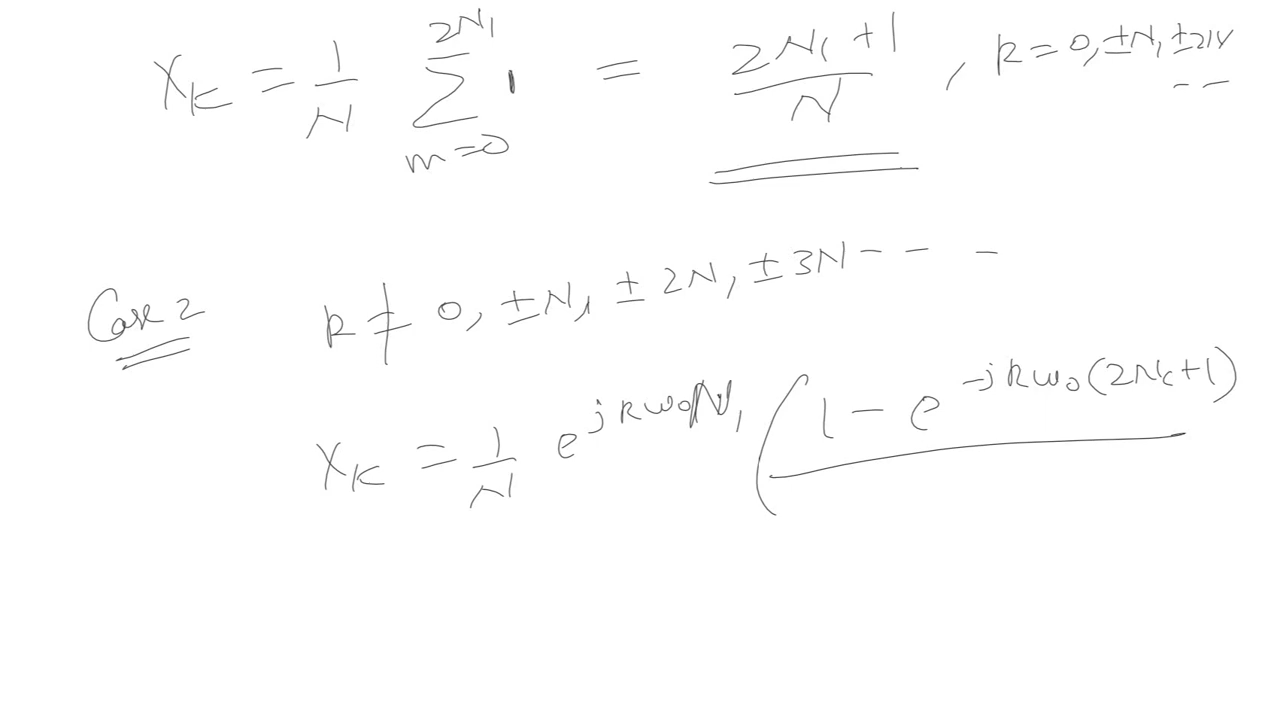 X_K = 1/N \sum_{m=0}^{2N_1} 1 = (2N_1+1)/N , k=0, ±N, ±2N - -
Case 2 k ≠ 0, ±N, ±2N, ±3N - - -
X_K = 1/N e^{jkω_0N_1} ( 1 - e^{-jkω_0(2N_1+1)}